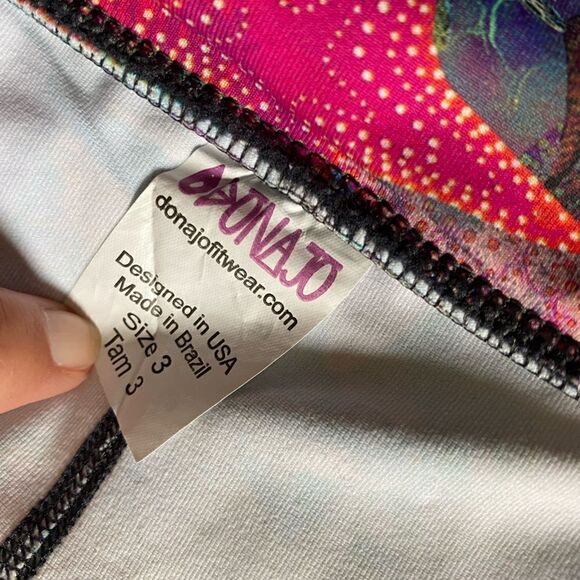 DONAJO
donajofitwear.com
Designed in USA
Made in Brazil
Size 3
Tam 3